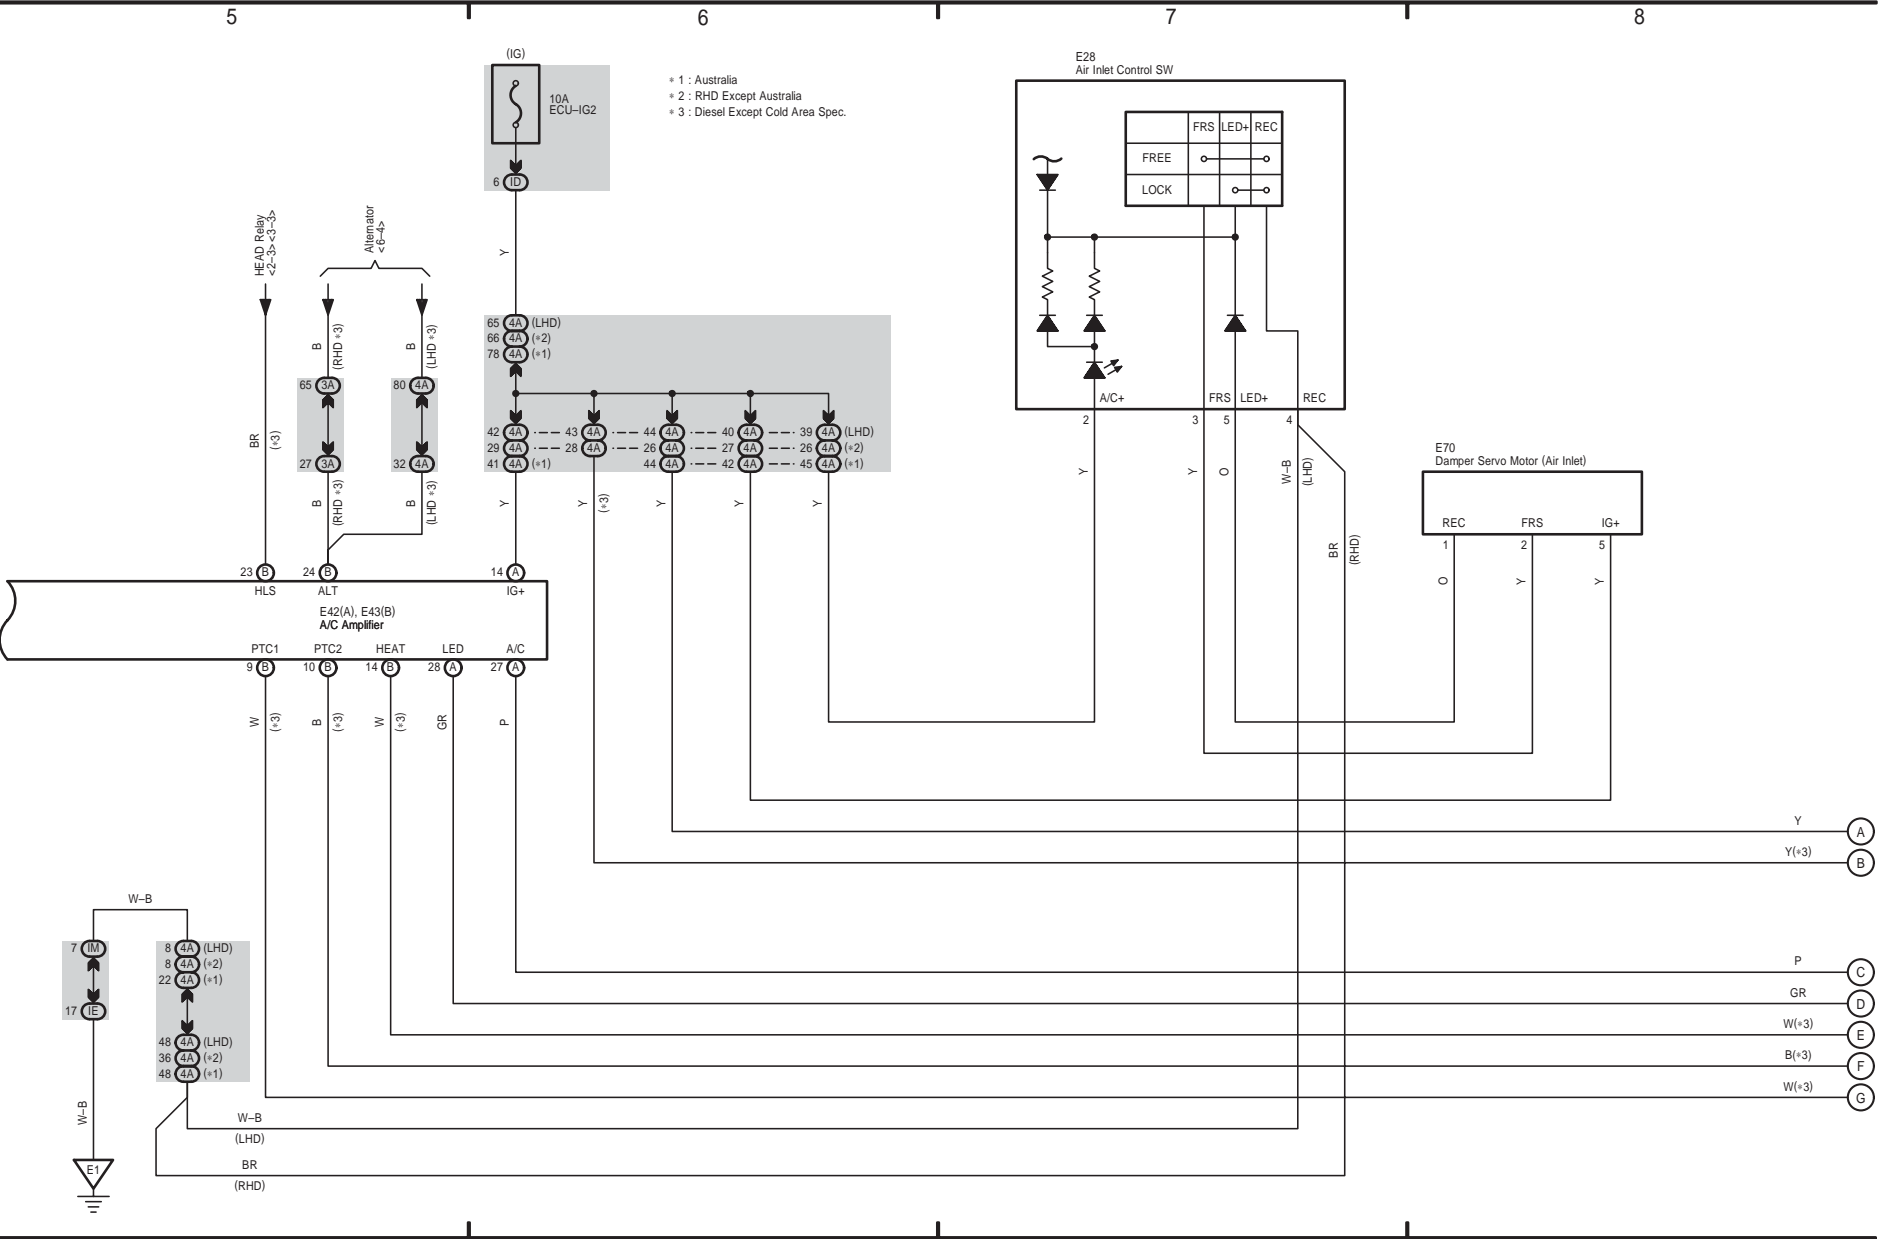 5 6 7 8
(IG)
10A
ECU–IG2
6 ID
∗ 1 : Australia
∗ 2 : RHD Except Australia
∗ 3 : Diesel Except Cold Area Spec.
E28
Air Inlet Control SW
FRS LED+ REC
FREE
LOCK
HEAD Relay
<2–3> <3–3>
Alternator
<6–4>
Y
B (RHD ∗3)
B (LHD ∗3)
65 4A (LHD)
66 4A (∗2)
78 4A (∗1)
65 3A
80 4A
BR (∗3)
27 3A
32 4A
42 4A 43 4A 44 4A 40 4A 39 4A (LHD)
29 4A 28 4A 26 4A 27 4A 26 4A (∗2)
41 4A (∗1) 44 4A 42 4A 45 4A (∗1)
A/C+ FRS LED+ REC
2 3 5 4
E70
Damper Servo Motor (Air Inlet)
REC FRS IG+
1 2 5
B (RHD ∗3)
B (LHD ∗3)
Y
Y (∗3)
Y
Y
Y
Y
Y
O
W–B (LHD)
BR (RHD)
O
Y
Y
23 B 24 B 14 A
HLS ALT IG+
E42(A), E43(B)
A/C Amplifier
PTC1 PTC2 HEAT LED A/C
9 B 10 B 14 B 28 A 27 A
W (∗3)
B (∗3)
W (∗3)
GR
P
Y A
Y(∗3) B
W–B
7 IM
17 IE
8 4A (LHD)
8 4A (∗2)
22 4A (∗1)
48 4A (LHD)
36 4A (∗2)
48 4A (∗1)
P C
GR D
W(∗3) E
B(∗3) F
W(∗3) G
W–B
W–B
(LHD)
BR
(RHD)
E1